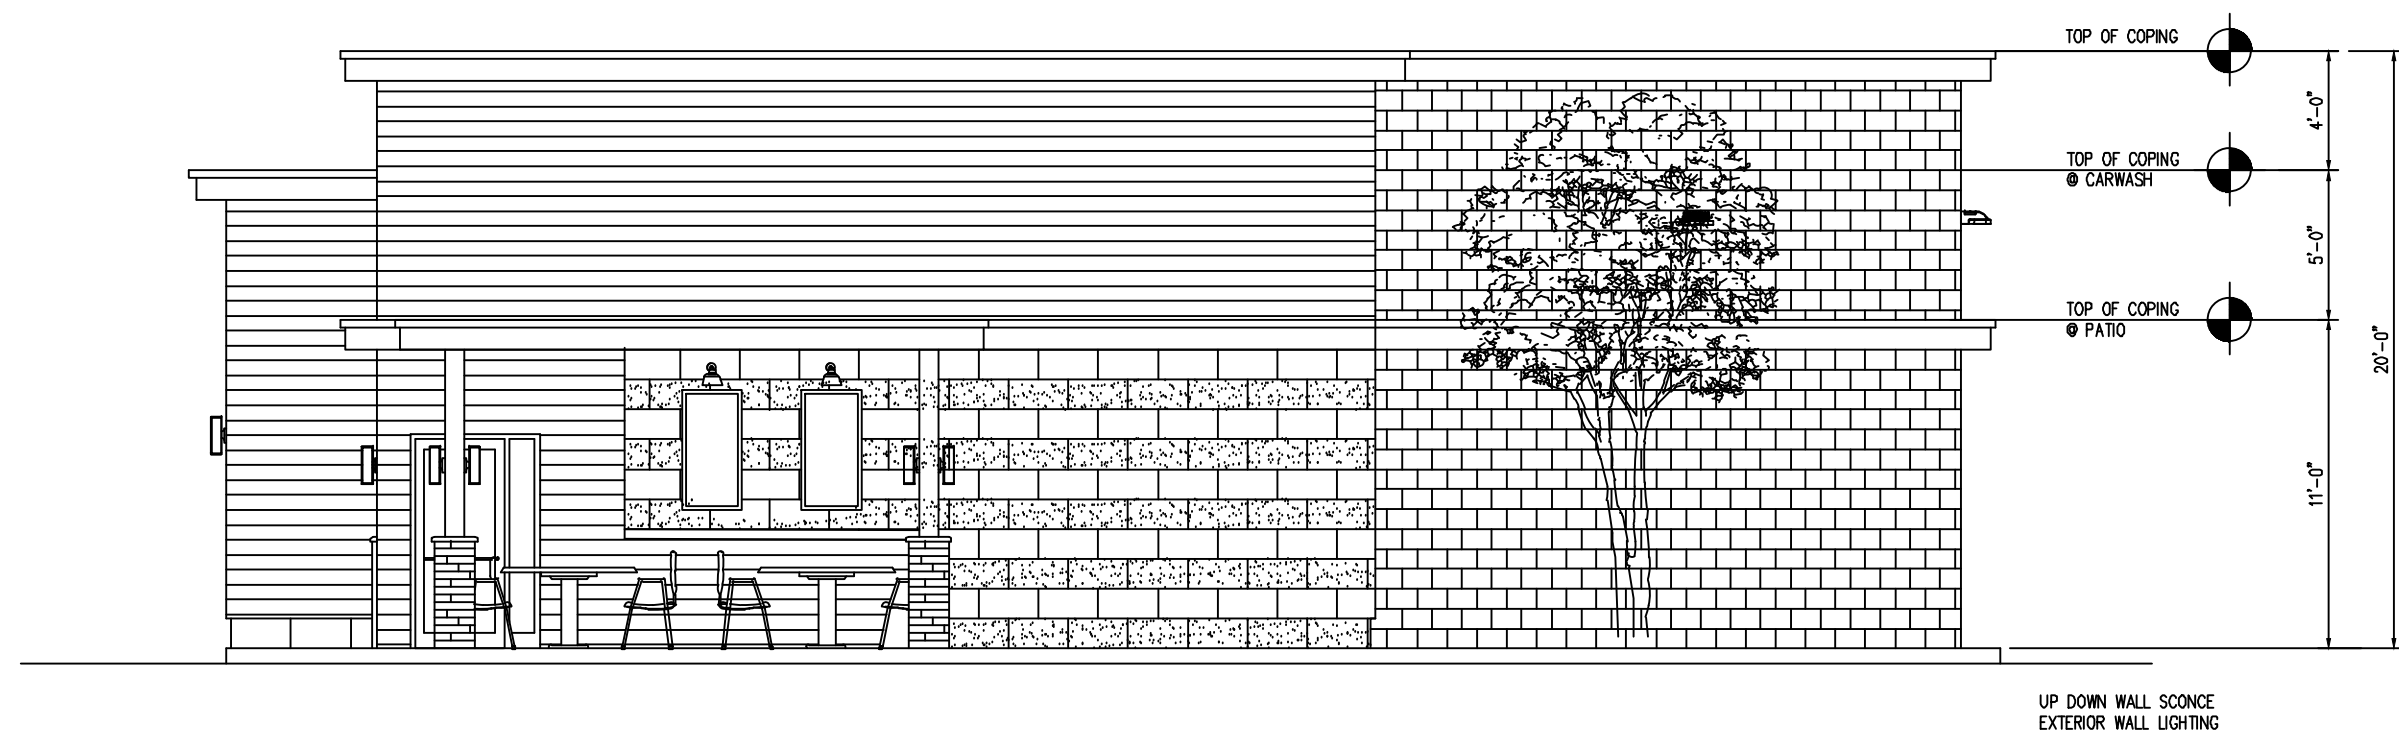 TOP OF COPING
4'-0"
TOP OF COPING
@ CARWASH
5'-0"
TOP OF COPING
@ PATIO
20'-0"
11'-0"
UP DOWN WALL SCONCE
EXTERIOR WALL LIGHTING